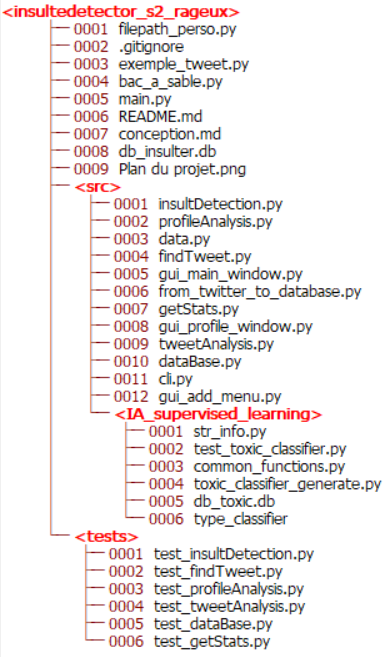 <insultedetector_s2_rageux>
0001 filepath_perso.py
0002 .gitignore
0003 exemple_tweet.py
0004 bac_a_sable.py
0005 main.py
0006 README.md
0007 conception.md
0008 db_insulter.db
0009 Plan du projet.png
<src>
0001 insultDetection.py
0002 profileAnalysis.py
0003 data.py
0004 findTweet.py
0005 gui_main_window.py
0006 from_twitter_to_database.py
0007 getStats.py
0008 gui_profile_window.py
0009 tweetAnalysis.py
0010 dataBase.py
0011 cli.py
0012 gui_add_menu.py
<IA_supervised_learning>
0001 str_info.py
0002 test_toxic_classifier.py
0003 common_functions.py
0004 toxic_classifier_generate.py
0005 db_toxic.db
0006 type_classifier
<tests>
0001 test_insultDetection.py
0002 test_findTweet.py
0003 test_profileAnalysis.py
0004 test_tweetAnalysis.py
0005 test_dataBase.py
0006 test_getStats.py